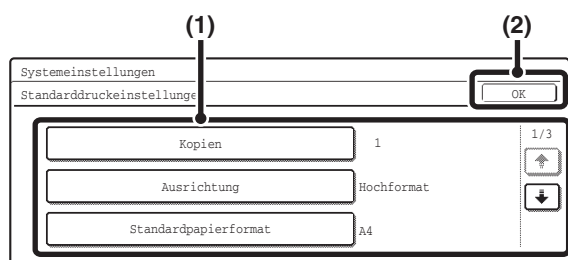 (1) (2)
Systemeinstellungen
Standarddruckeinstellunge OK
Kopien 1 1/3
Ausrichtung Hochformat
Standardpapierformat A4